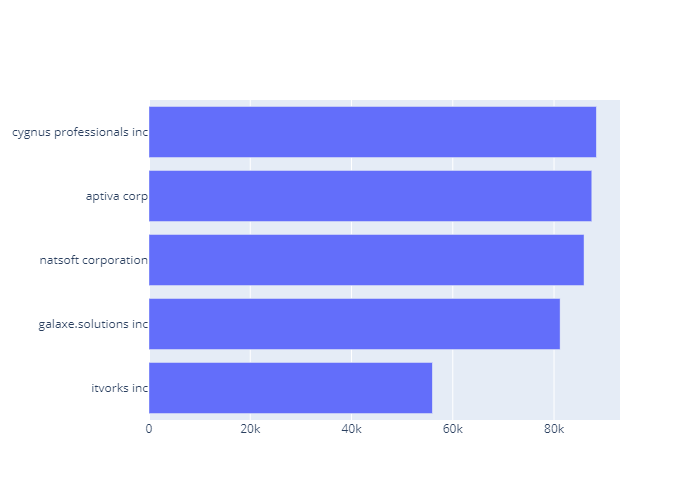 cygnus professionals inc
aptiva corp
natsoft corporation
galaxe.solutions inc
itvorks inc
0 20k 40k 60k 80k